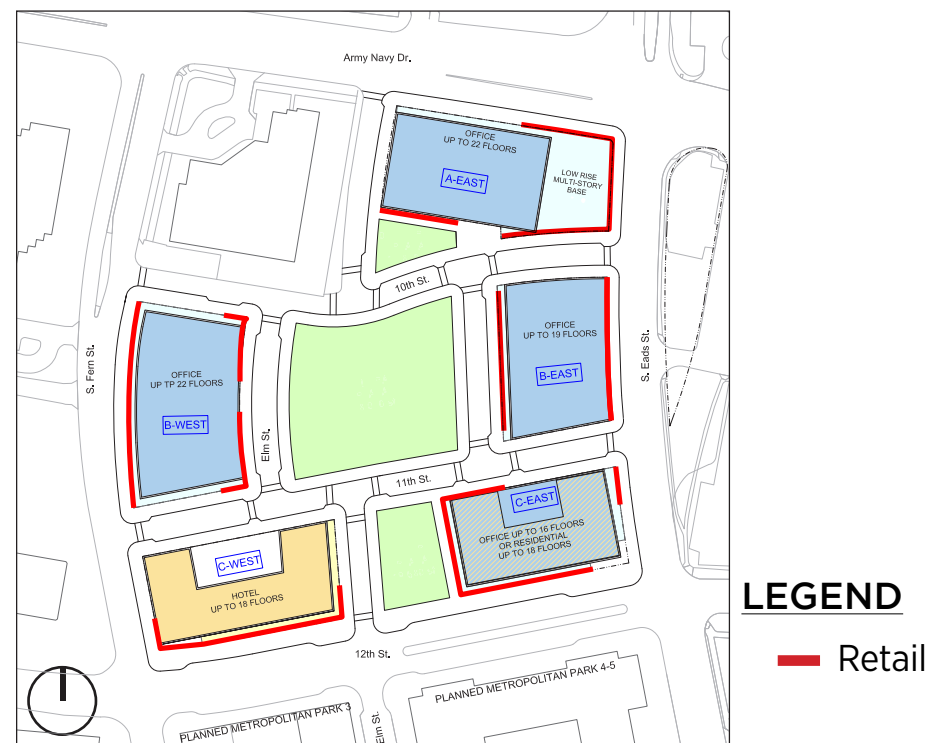 Army Navy Dr.
OFFICE
UP TO 22 FLOORS
A-EAST
LOW RISE
MULTI-STORY
BASE
10th St.
S. Fern St.
OFFICE
UP TP 22 FLOORS
B-WEST
Elm St.
OFFICE
UP TO 19 FLOORS
B-EAST
S. Eads St.
11th St.
C-EAST
OFFICE UP TO 16 FLOORS
OR RESIDENTIAL
UP TO 18 FLOORS
C-WEST
HOTEL
UP TO 18 FLOORS
12th St.
PLANNED METROPOLITAN PARK 3
Elm St.
PLANNED METROPOLITAN PARK 4-5
LEGEND
Retail